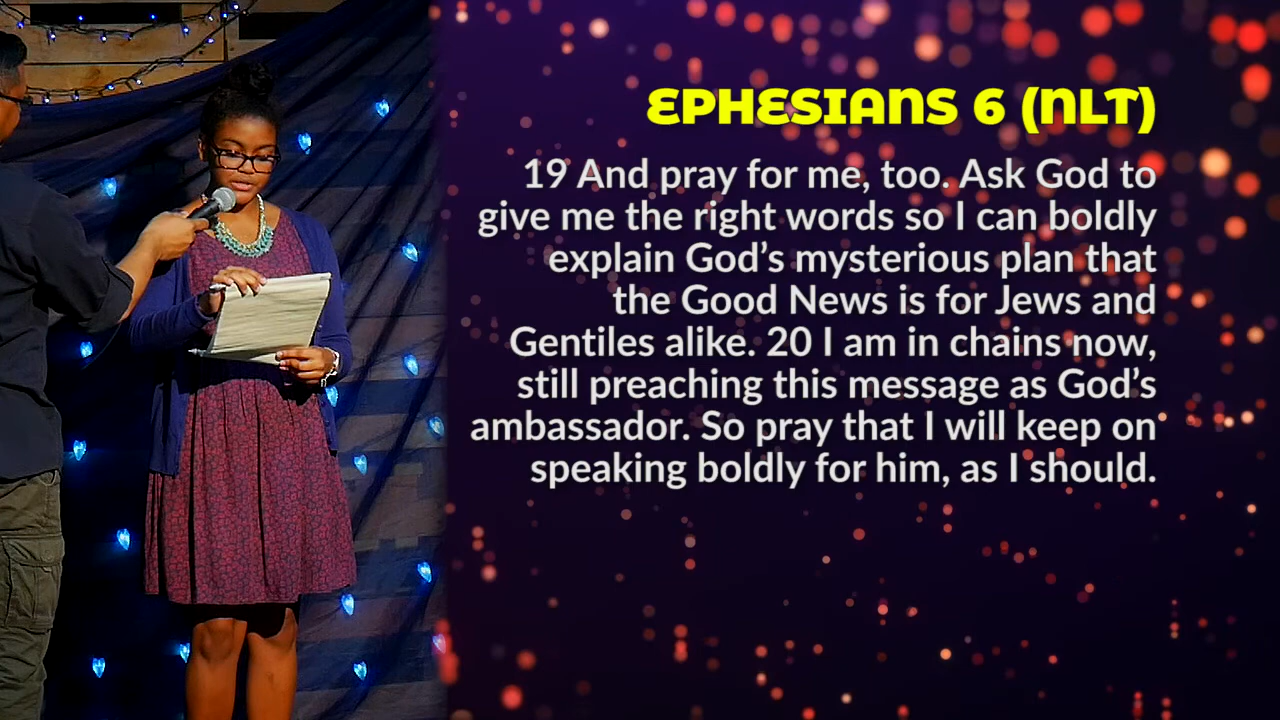 EPHESIANS 6 (NLT)
19 And pray for me, too. Ask God to
give me the right words so I can boldly
explain God’s mysterious plan that
the Good News is for Jews and
Gentiles alike. 20 I am in chains now,
still preaching this message as God’s
ambassador. So pray that I will keep on
speaking boldly for him, as I should.